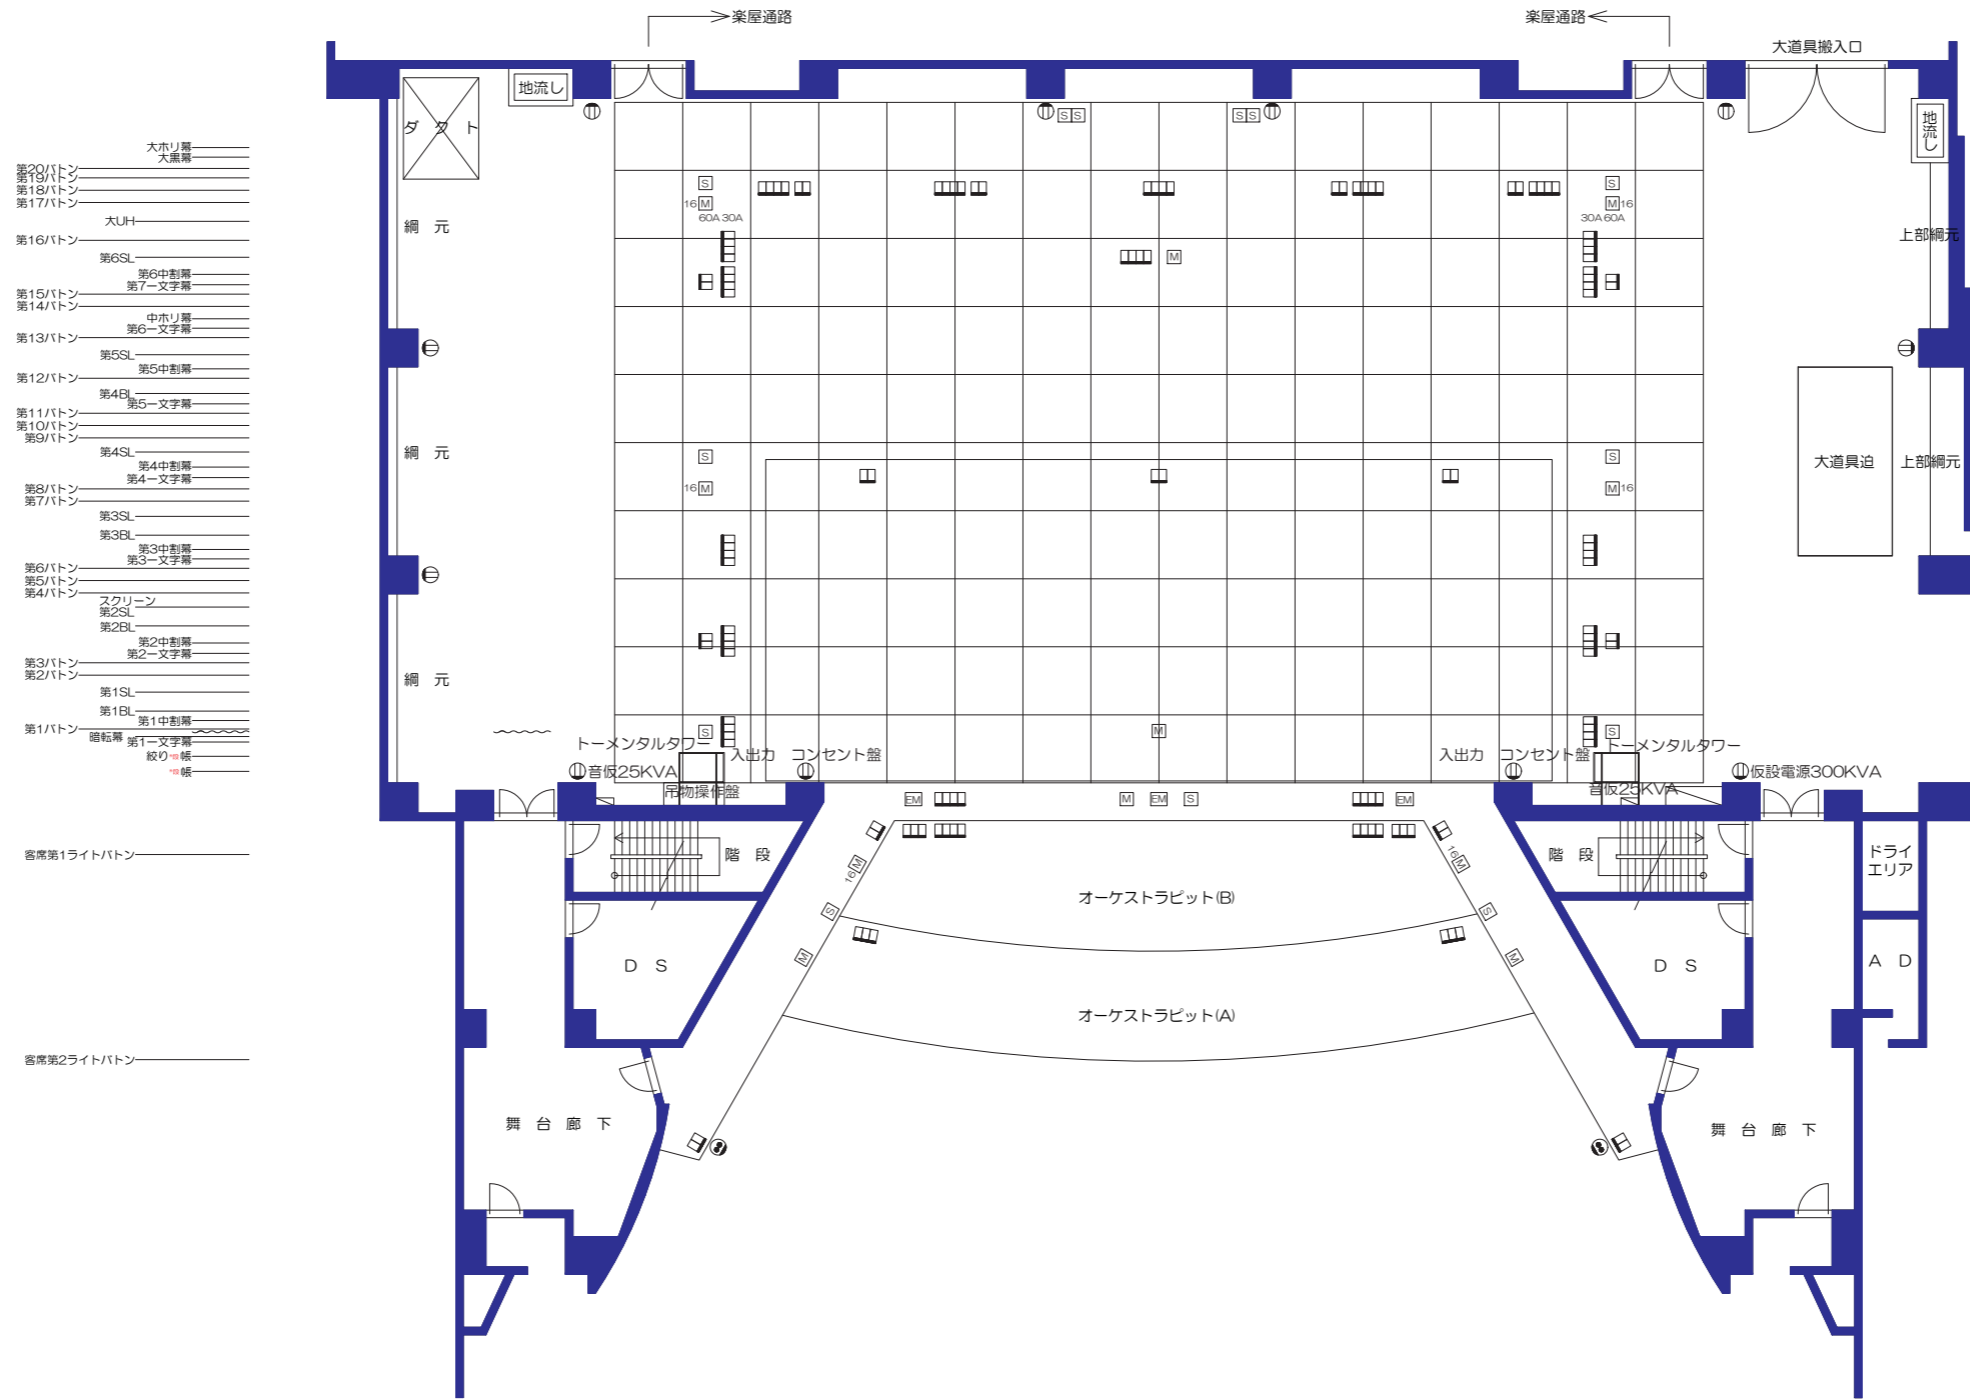 楽屋通路
楽屋通路
大道具搬入口
地流し
ダクト
地流し
大ホリ幕
大黒幕
第20バトン
第19バトン
第18バトン
第17バトン
大UH
第16バトン
第6SL
第6中割幕
第7一文字幕
第15バトン
第14バトン
中ホリ幕
第6一文字幕
第13バトン
第5SL
第5中割幕
第12バトン
第4BL
第5一文字幕
第11バトン
第10バトン
第9バトン
第4SL
第4中割幕
第4一文字幕
第8バトン
第7バトン
第3SL
第3BL
第3中割幕
第3一文字幕
第6バトン
第5バトン
第4バトン
スクリーン
第2SL
第2BL
第2中割幕
第2一文字幕
第3バトン
第2バトン
第1SL
第1BL
第1中割幕
第1バトン
暗転幕
第1一文字幕
絞り 帳
帳
客席第1ライトバトン
客席第2ライトバトン
S S
S S
S
S
16 M
M 16
60A 30A
30A 60A
綱 元
上部綱元
M
綱 元
S
S
大道具迫
上部綱元
16 M
M 16
綱 元
S
M
S
トーメンタルタワー
入出力 コンセント盤
入出力 コンセント盤
トーメンタルタワー
音仮25KVA
仮設電源300KVA
吊物操作盤
音仮25KVA
EM
M
EM
S
EM
階 段
階 段
ドライ
エリア
16 M
16 M
オーケストラピット(B)
S
S
M
M
D S
D S
A D
オーケストラピット(A)
舞 台 廊 下
舞 台 廊 下